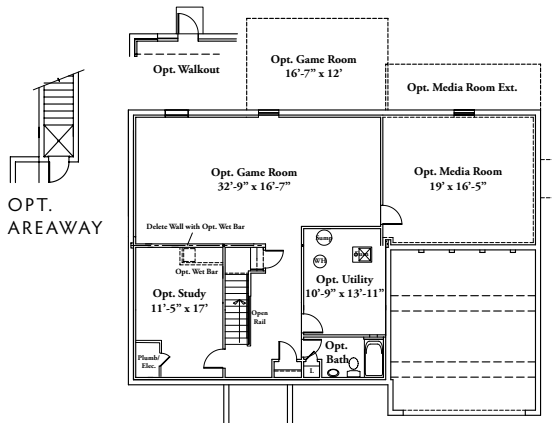 Opt. Walkout
Opt. Game Room
16'-7" x 12'
Opt. Media Room Ext.
OPT.
AREAWAY
Opt. Game Room
32'-9" x 16'-7"
Opt. Media Room
19' x 16'-5"
Delete Wall with Opt. Wet Bar
Sump
WH
Opt. Wet Bar
Opt. Utility
10'-9" x 13'-11"
Opt. Study
11'-5" x 17'
Open
Rail
Opt.
Bath
Plumb/
Elec.
L